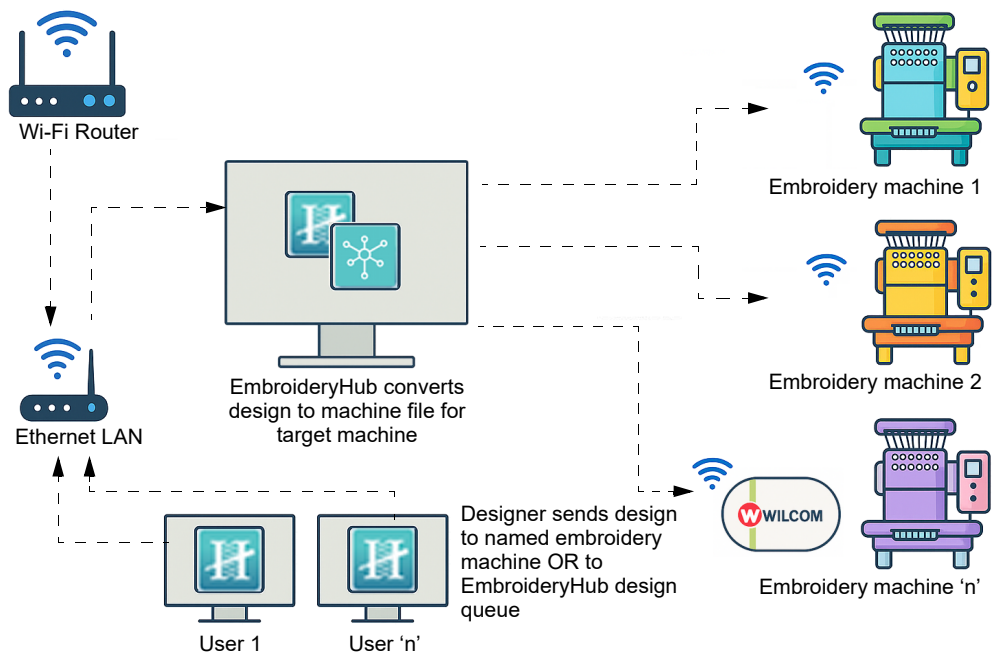 Wi-Fi Router
Embroidery machine 1
EmbroideryHub converts
design to machine file for
target machine
Embroidery machine 2
Ethernet LAN
Designer sends design
to named embroidery
machine OR to
EmbroideryHub design
queue
W WILCOM
Embroidery machine ‘n’
User 1
User ‘n’